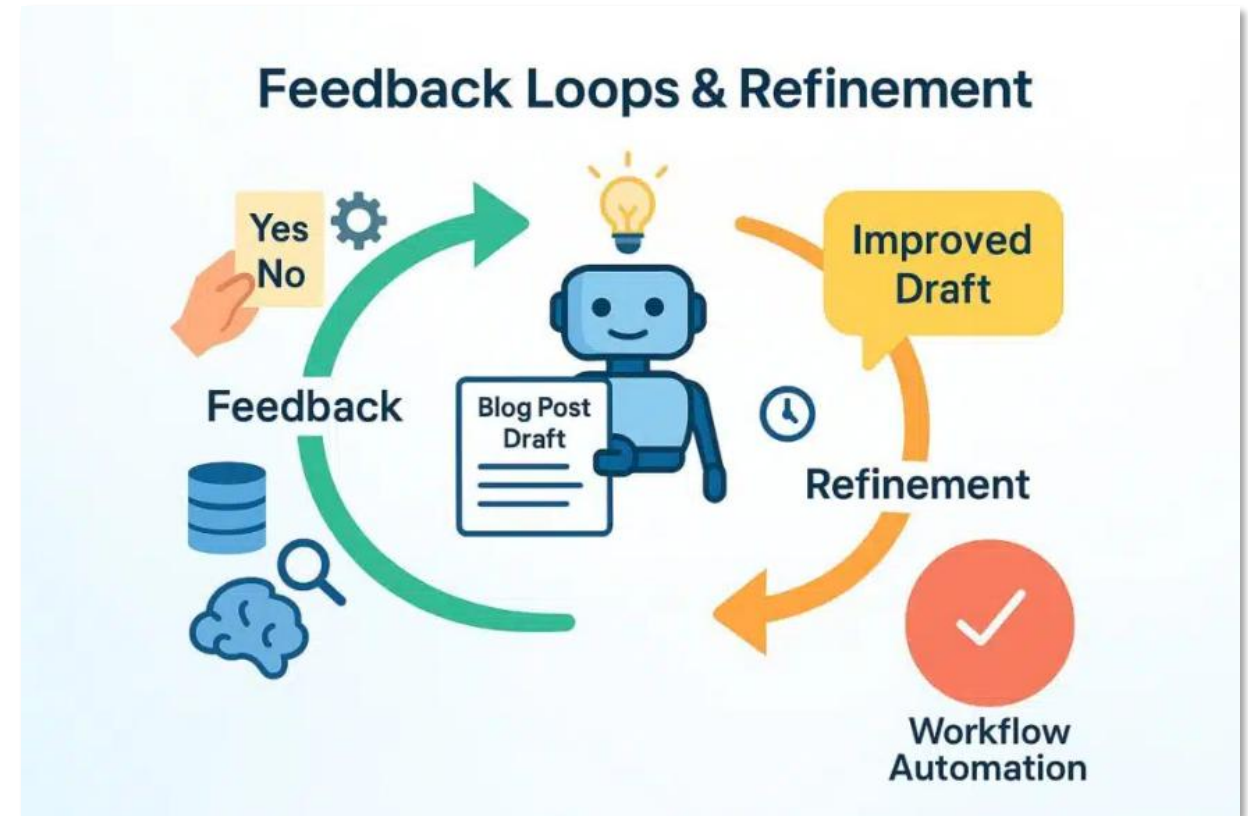 Feedback Loops & Refinement
Yes
No
Improved
Draft
Feedback
Blog Post
Draft
Refinement
Workflow
Automation